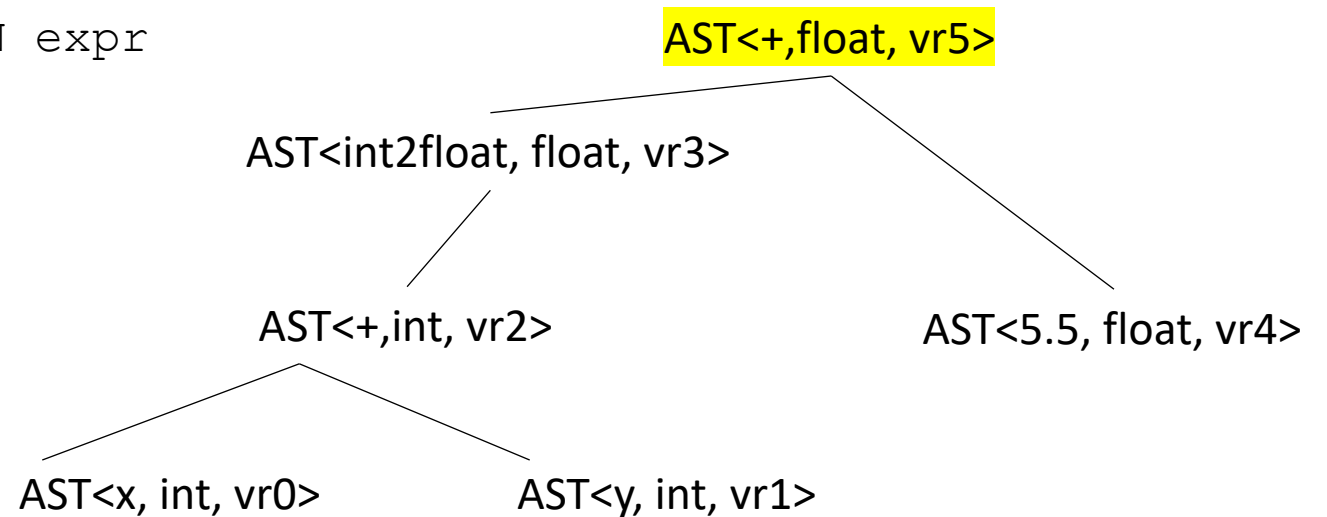 expr
AST<+,float, vr5>
AST<int2float, float, vr3>
AST<+,int, vr2>
AST<5.5, float, vr4>
AST<x, int, vr0>
AST<y, int, vr1>